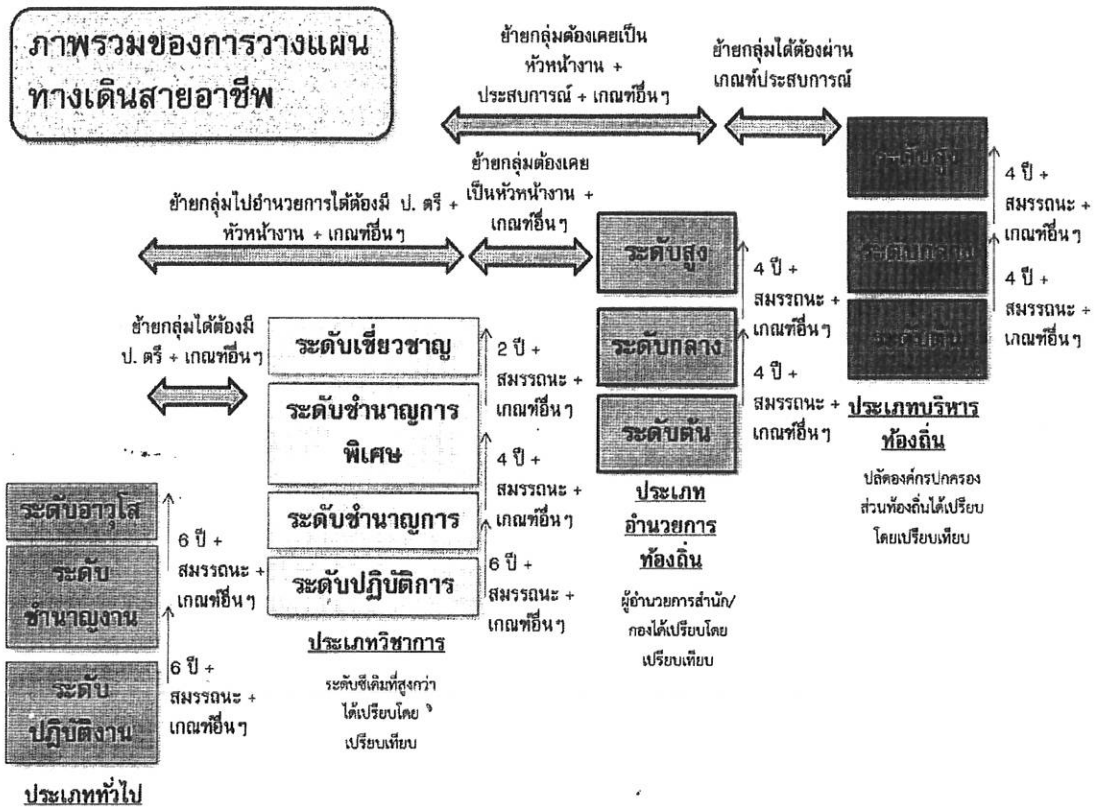 ภาพรวมของการวางแผน
ทางเดินสายอาชีพ
ย้ายกลุ่มต้องเคยเป็น
หัวหน้างาน +
ประสบการณ์ + เกณฑ์อื่นๆ
ย้ายกลุ่มได้ต้องผ่าน
เกณฑ์ประสบการณ์
ย้ายกลุ่มต้องเคย
เป็นหัวหน้างาน +
เกณฑ์อื่นๆ
ย้ายกลุ่มไปอำนวยการได้ต้องมี ป. ตรี +
หัวหน้างาน + เกณฑ์อื่นๆ
ย้ายกลุ่มได้ต้องมี
ป. ตรี + เกณฑ์อื่นๆ
ระดับอาวุโส
ระดับ
ชำนาญงาน
ระดับ
ปฏิบัติงาน
6 ปี +
สมรรถนะ +
เกณฑ์อื่นๆ
6 ปี +
สมรรถนะ +
เกณฑ์อื่นๆ
ประเภททั่วไป
ระดับเชี่ยวชาญ
ระดับชำนาญการ
พิเศษ
ระดับชำนาญการ
ระดับปฏิบัติการ
2 ปี +
สมรรถนะ +
เกณฑ์อื่นๆ
4 ปี +
สมรรถนะ +
เกณฑ์อื่นๆ
6 ปี +
สมรรถนะ +
เกณฑ์อื่นๆ
ประเภทวิชาการ
ระดับซีเดิมที่สูงกว่า
ได้เปรียบโดย
เปรียบเทียบ
ระดับสูง
ระดับกลาง
ระดับต้น
4 ปี +
สมรรถนะ +
เกณฑ์อื่นๆ
4 ปี +
สมรรถนะ +
เกณฑ์อื่นๆ
ประเภท
อำนวยการ
ท้องถิ่น
ผู้อำนวยการสำนัก/
กองได้เปรียบโดย
เปรียบเทียบ
ระดับสูง
ระดับกลาง
ระดับต้น
4 ปี +
สมรรถนะ +
เกณฑ์อื่นๆ
4 ปี +
สมรรถนะ +
เกณฑ์อื่นๆ
ประเภทบริหาร
ท้องถิ่น
ปลัดองค์กรปกครอง
ส่วนท้องถิ่นได้เปรียบ
โดยเปรียบเทียบ